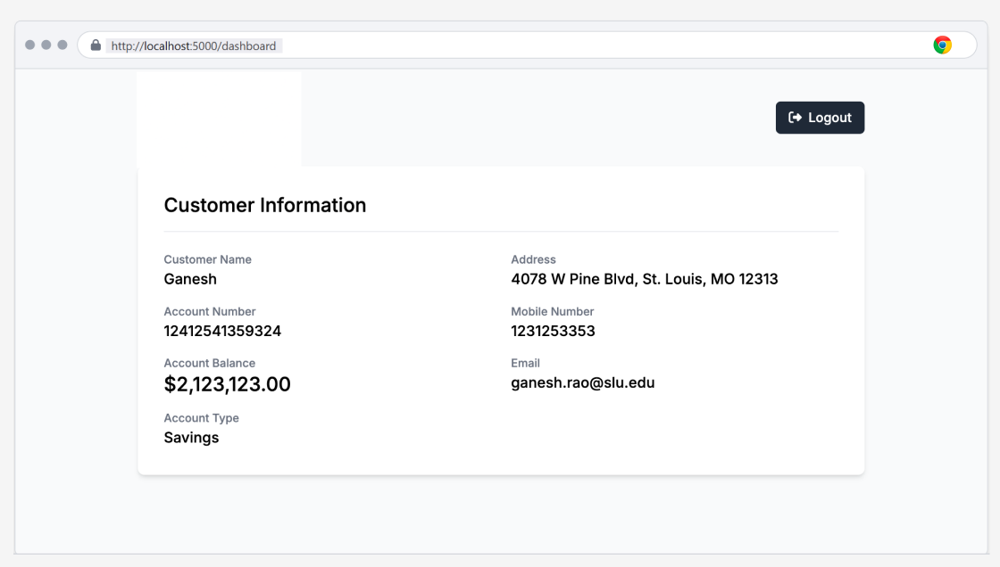 http://localhost:5000/dashboard
Logout
Customer Information
Customer Name
Ganesh
Account Number
12412541359324
Account Balance
$2,123,123.00
Account Type
Savings
Address
4078 W Pine Blvd, St. Louis, MO 12313
Mobile Number
1231253353
Email
ganesh.rao@slu.edu